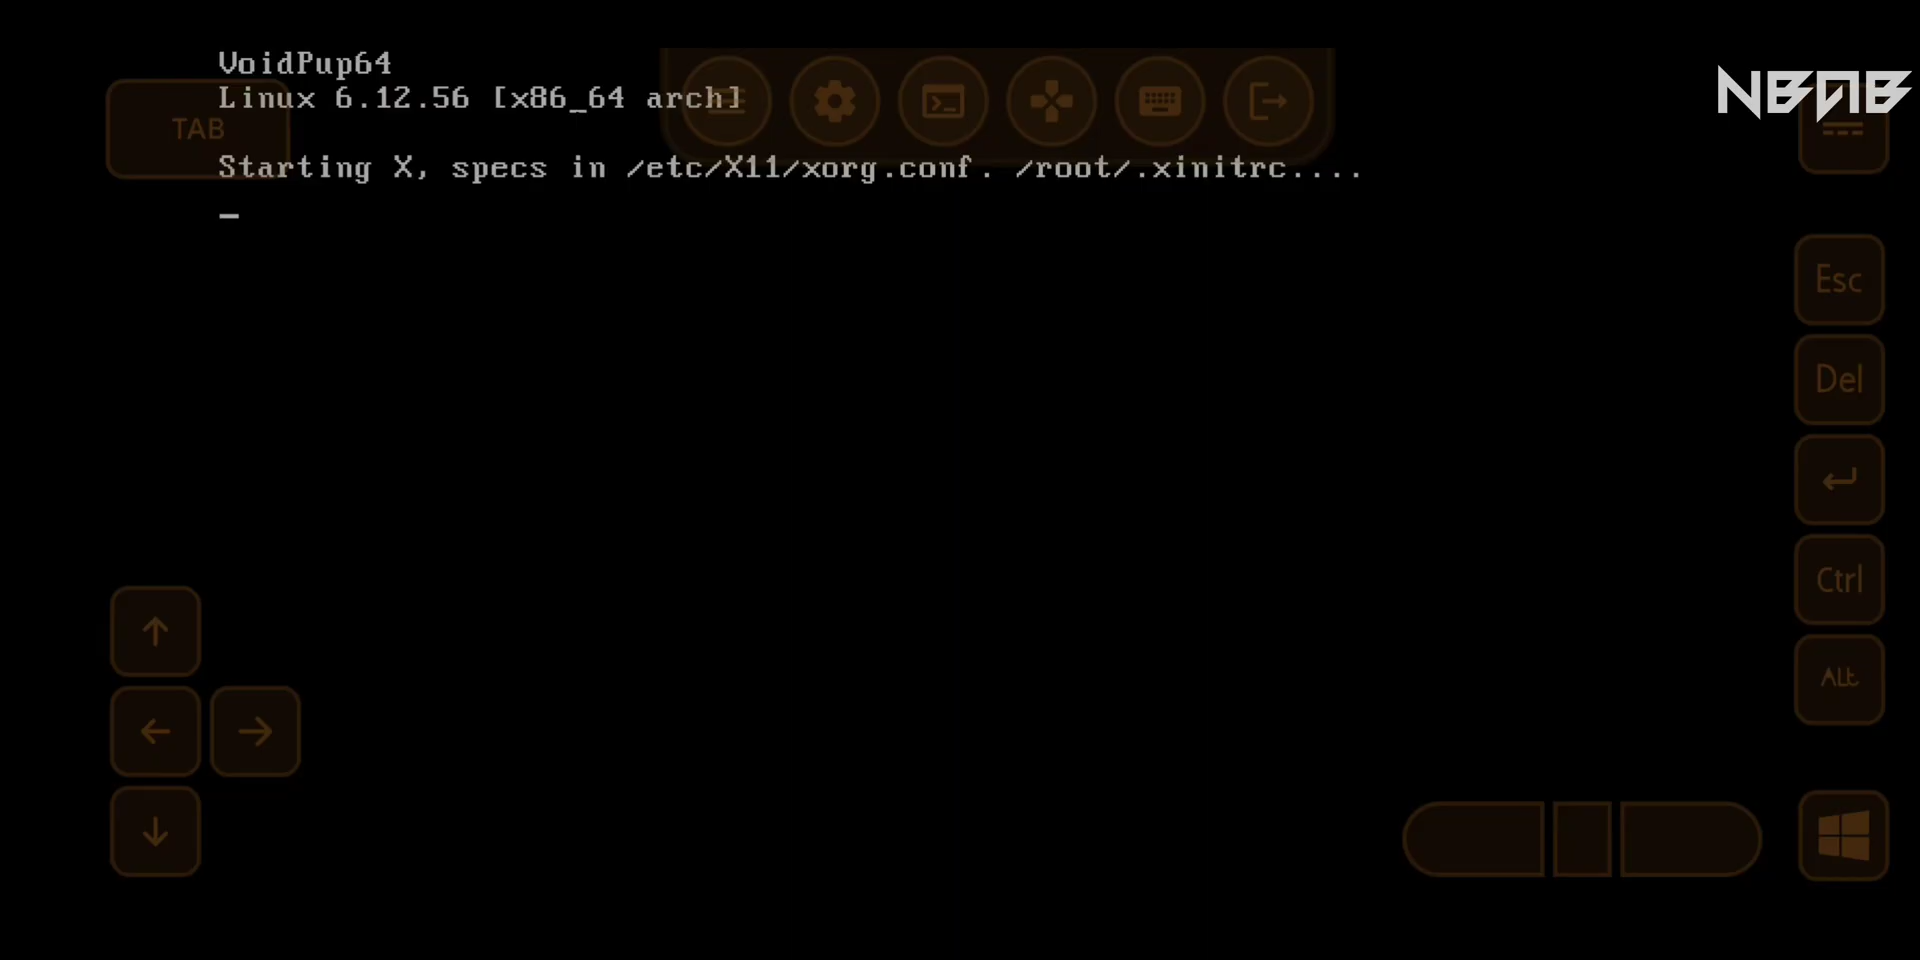 VoidPup64
Linux 6.12.56 [x86_64 arch]
TAB
Starting X, specs in /etc/X11/xorg.conf. /root/.xinitrc....
Esc
Del
Ctrl
Alt